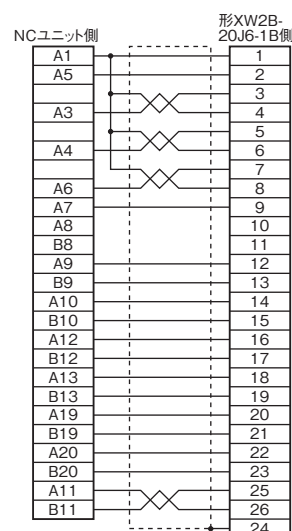 形XW2B-
NCユニット側 20J6-1B側
A1 1
A5 2
3
A3 4
5
A4 6
7
A6 8
A7 9
A8 10
B8 11
A9 12
B9 13
A10 14
B10 15
A12 16
B12 17
A13 18
B13 19
A19 20
B19 21
A20 22
B20 23
A11 25
B11 26
24